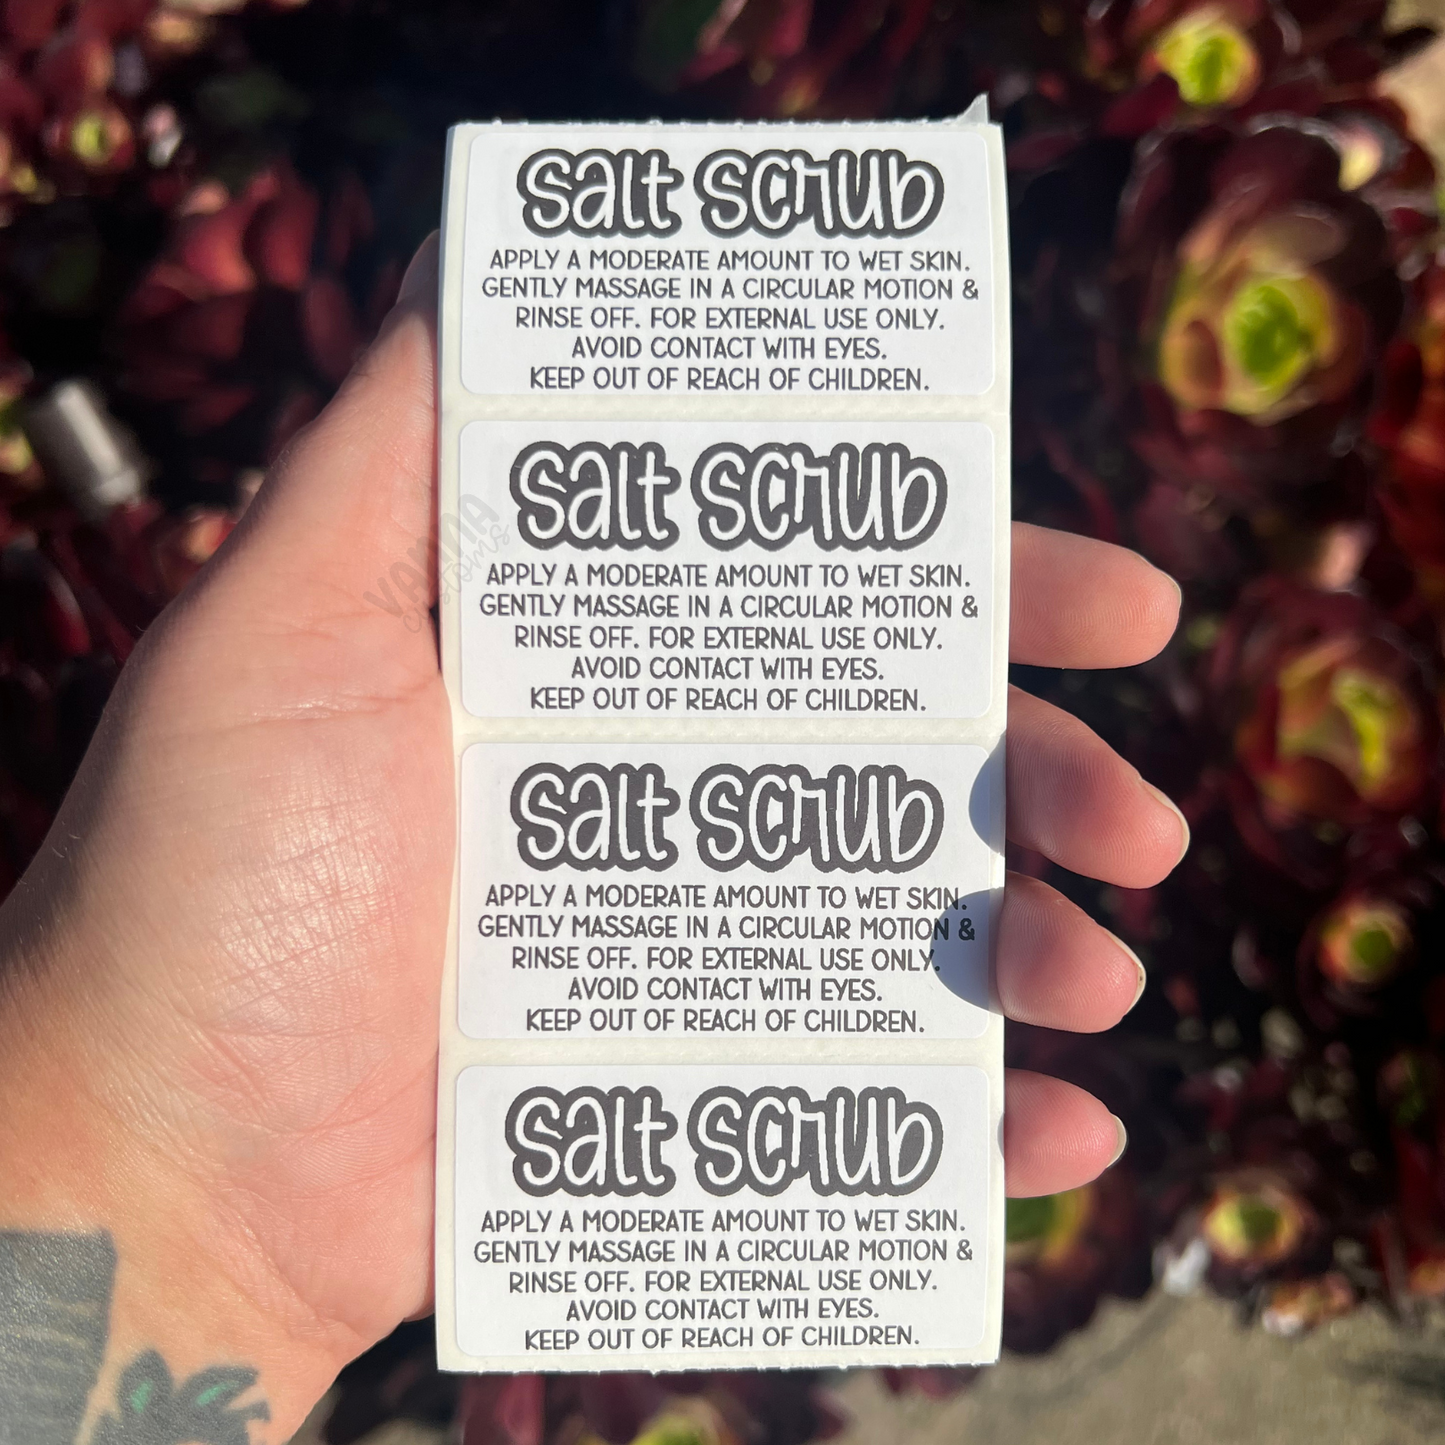 salt scrub
APPLY A MODERATE AMOUNT TO WET SKIN.
GENTLY MASSAGE IN A CIRCULAR MOTION &
RINSE OFF. FOR EXTERNAL USE ONLY.
AVOID CONTACT WITH EYES.
KEEP OUT OF REACH OF CHILDREN.
salt scrub
APPLY A MODERATE AMOUNT TO WET SKIN.
GENTLY MASSAGE IN A CIRCULAR MOTION &
RINSE OFF. FOR EXTERNAL USE ONLY.
AVOID CONTACT WITH EYES.
KEEP OUT OF REACH OF CHILDREN.
customs
salt scrub
APPLY A MODERATE AMOUNT TO WET SKIN.
GENTLY MASSAGE IN A CIRCULAR MOTION &
RINSE OFF. FOR EXTERNAL USE ONLY.
AVOID CONTACT WITH EYES.
KEEP OUT OF REACH OF CHILDREN.
salt scrub
APPLY A MODERATE AMOUNT TO WET SKIN.
GENTLY MASSAGE IN A CIRCULAR MOTION &
RINSE OFF. FOR EXTERNAL USE ONLY.
AVOID CONTACT WITH EYES.
KEEP OUT OF REACH OF CHILDREN.